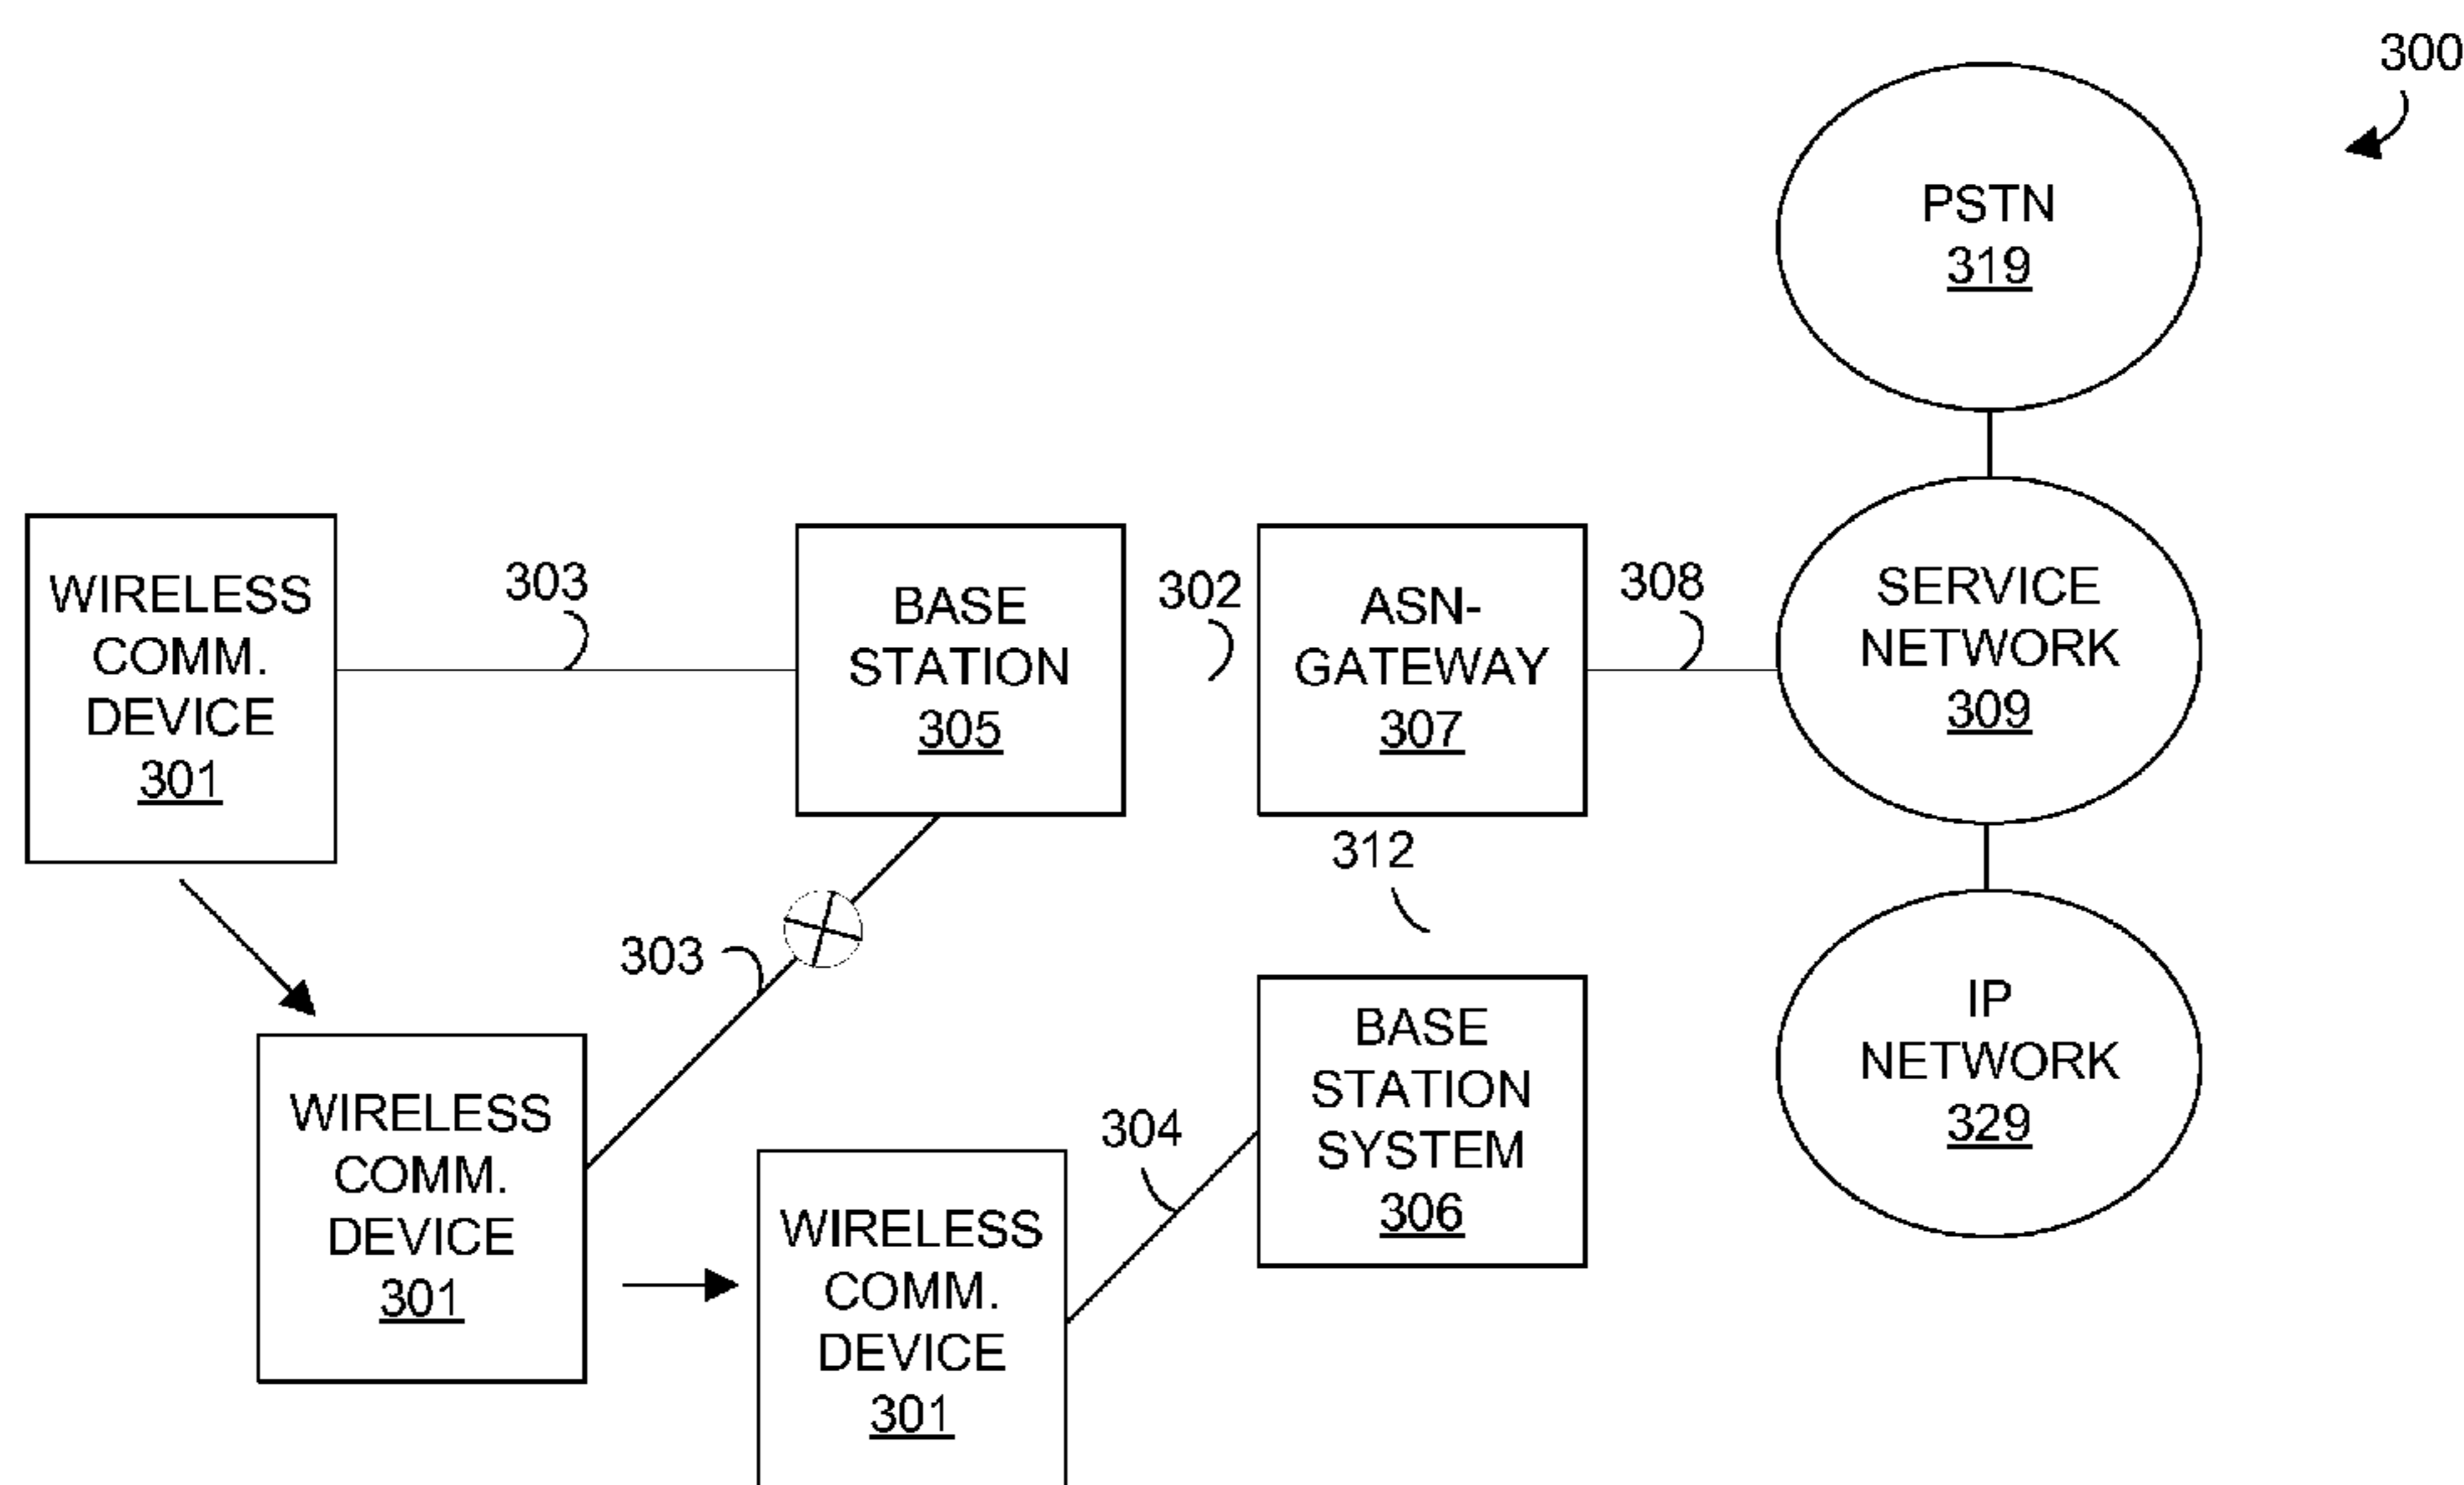 300
PSTN
319
WIRELESS
COMM.
DEVICE
301
303
BASE
STATION
305
302
ASN-
GATEWAY
307
308
SERVICE
NETWORK
309
312
303
WIRELESS
COMM.
DEVICE
301
WIRELESS
COMM.
DEVICE
301
304
BASE
STATION
SYSTEM
306
IP
NETWORK
329